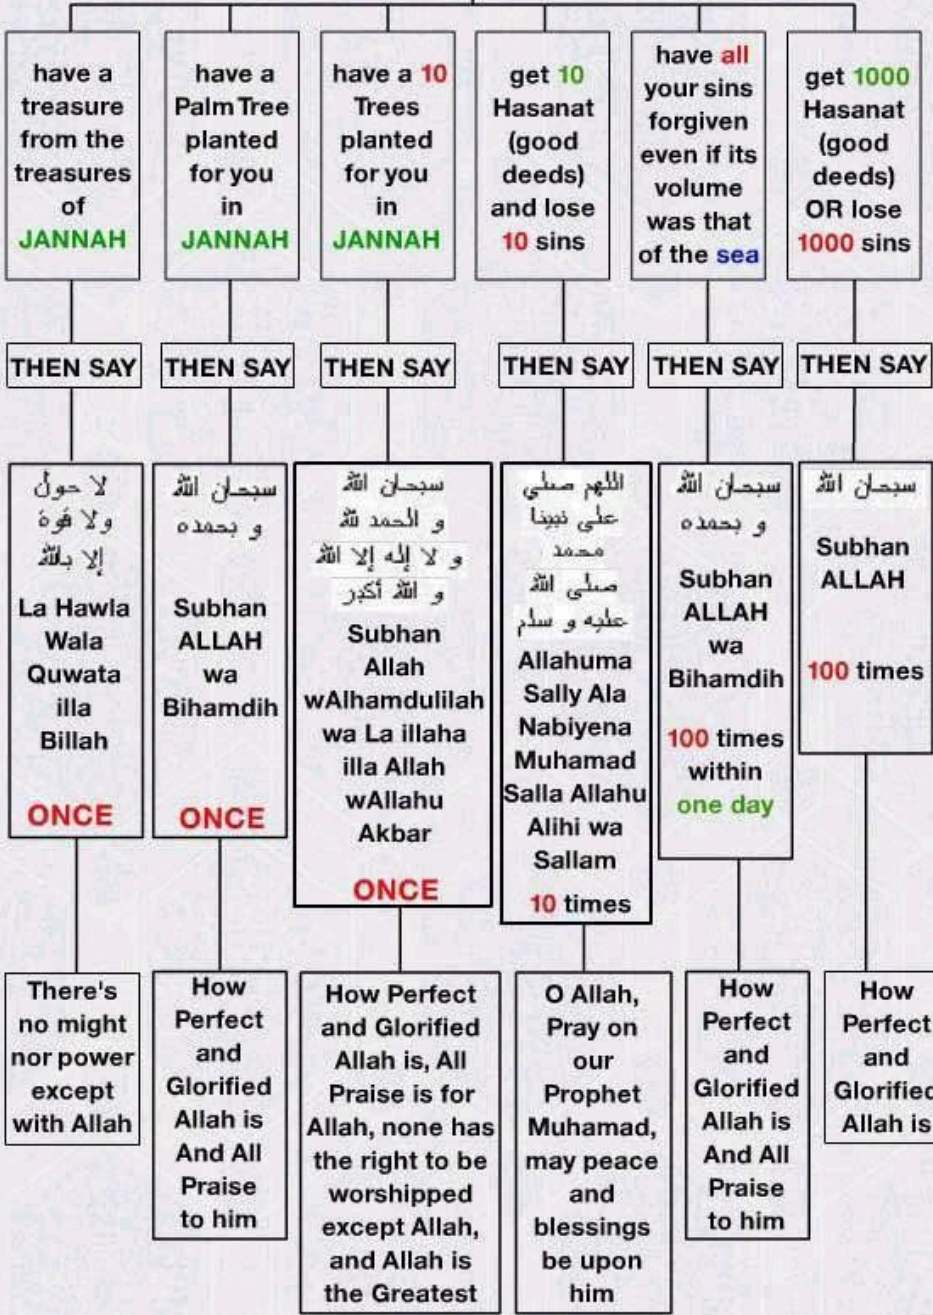 have a
treasure
from the
treasures
of
JANNAH
have a
Palm Tree
planted
for you
in
JANNAH
have a 10
Trees
planted
for you
in
JANNAH
get 10
Hasanat
(good
deeds)
and lose
10 sins
have all
your sins
forgiven
even if its
volume
was that
of the sea
get 1000
Hasanat
(good
deeds)
OR lose
1000 sins
THEN SAY
THEN SAY
THEN SAY
THEN SAY
THEN SAY
THEN SAY
لا حولَ
ولا قوةَ
إلا بالله
La Hawla
Wala
Quwata
illa
Billah
ONCE
سبحان الله
و بحمده
Subhan
ALLAH
wa
Bihamdih
ONCE
سبحان الله
و الحمد لله
و لا إله إلا الله
و الله أكبر
Subhan
Allah
wAlhamdulilah
wa La illaha
illa Allah
wAllahu
Akbar
ONCE
اللهم صلي
على نبينا
محمد
صلى الله
عليه و سلم
Allahuma
Sally Ala
Nabiyena
Muhamad
Salla Allahu
Alihi wa
Sallam
10 times
سبحان الله
و بحمده
Subhan
ALLAH
wa
Bihamdih
100 times
within
one day
سبحان الله
Subhan
ALLAH
100 times
There's
no might
nor power
except
with Allah
How
Perfect
and
Glorified
Allah is
And All
Praise
to him
How Perfect
and Glorified
Allah is, All
Praise is for
Allah, none has
the right to be
worshipped
except Allah,
and Allah is
the Greatest
O Allah,
Pray on
our
Prophet
Muhamad,
may peace
and
blessings
be upon
him
How
Perfect
and
Glorified
Allah is
And All
Praise
to him
How
Perfect
and
Glorified
Allah is